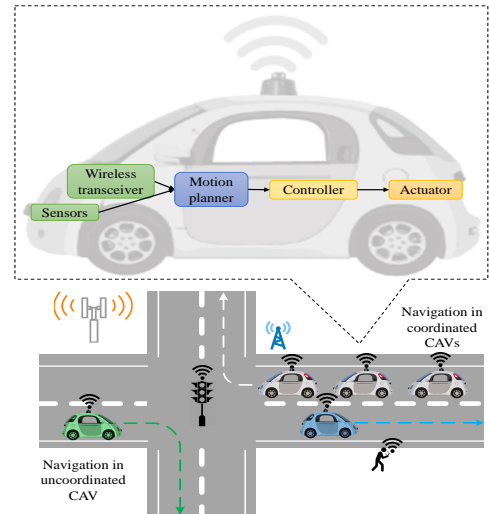 Wireless
transceiver
Sensors
Motion
planner
Controller
Actuator
Navigation in
coordinated
CAVs
Navigation in
uncoordinated
CAV